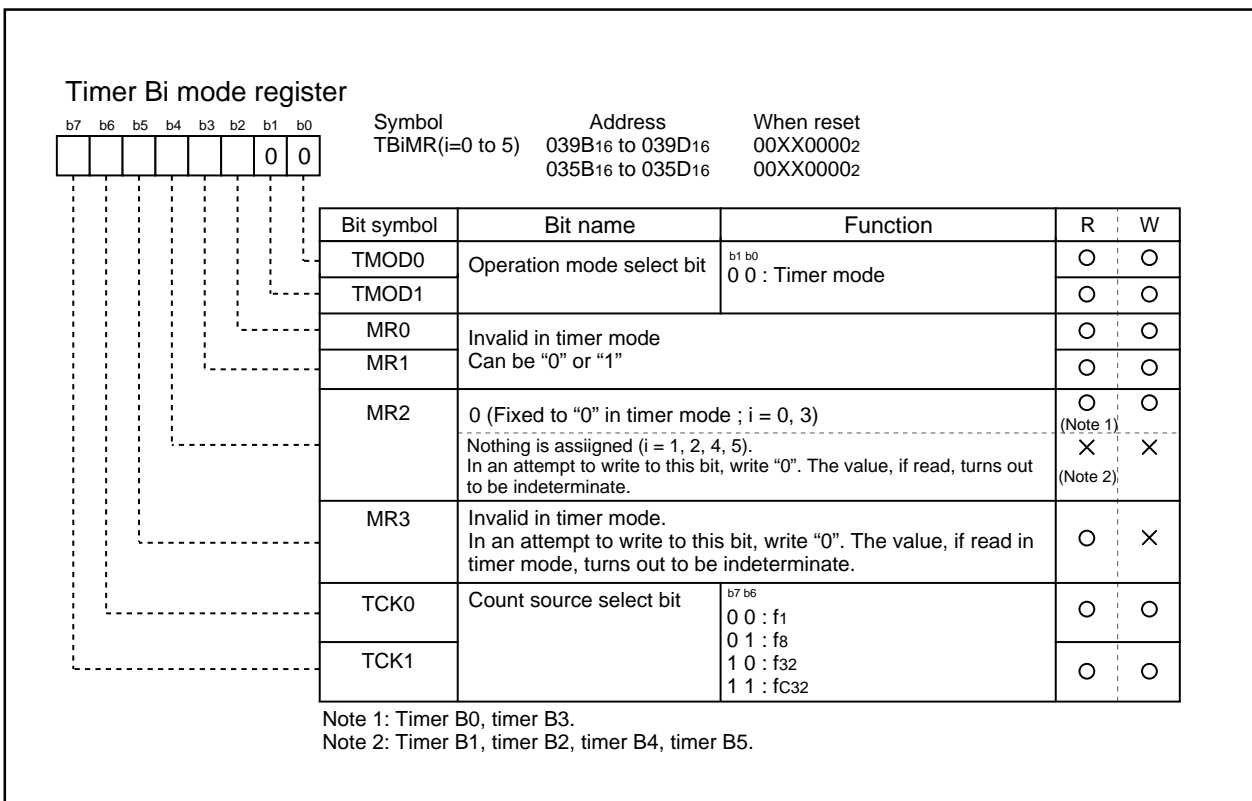 Timer Bi mode register
b7 b6 b5 b4 b3 b2 b1 b0
0 0
Symbol Address When reset
TBiMR(i=0 to 5) 039B16 to 039D16 00XX00002
035B16 to 035D16 00XX00002
Bit symbol Bit name Function R W
TMOD0 Operation mode select bit b1 b0
0 0 : Timer mode
TMOD1
MR0 Invalid in timer mode
MR1 Can be “0” or “1”
MR2 0 (Fixed to “0” in timer mode ; i = 0, 3)
(Note 1)
Nothing is assiigned (i = 1, 2, 4, 5).
In an attempt to write to this bit, write “0”. The value, if read, turns out
to be indeterminate.
(Note 2)
MR3 Invalid in timer mode.
In an attempt to write to this bit, write “0”. The value, if read in
timer mode, turns out to be indeterminate.
TCK0 Count source select bit b7 b6
0 0 : f1
0 1 : f8
TCK1 1 0 : f32
1 1 : fC32
Note 1: Timer B0, timer B3.
Note 2: Timer B1, timer B2, timer B4, timer B5.